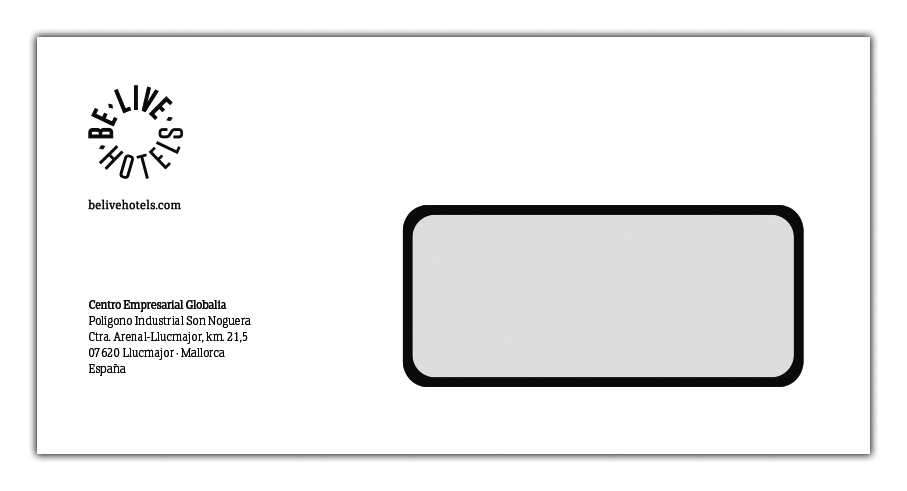 BE·LIVE·HOTELS·
belivehotels.com
Centro Empresarial Globalia
Polígono Industrial Son Noguera
Ctra. Arenal-Llucmajor, km. 21,5
07620 Llucmajor · Mallorca
España